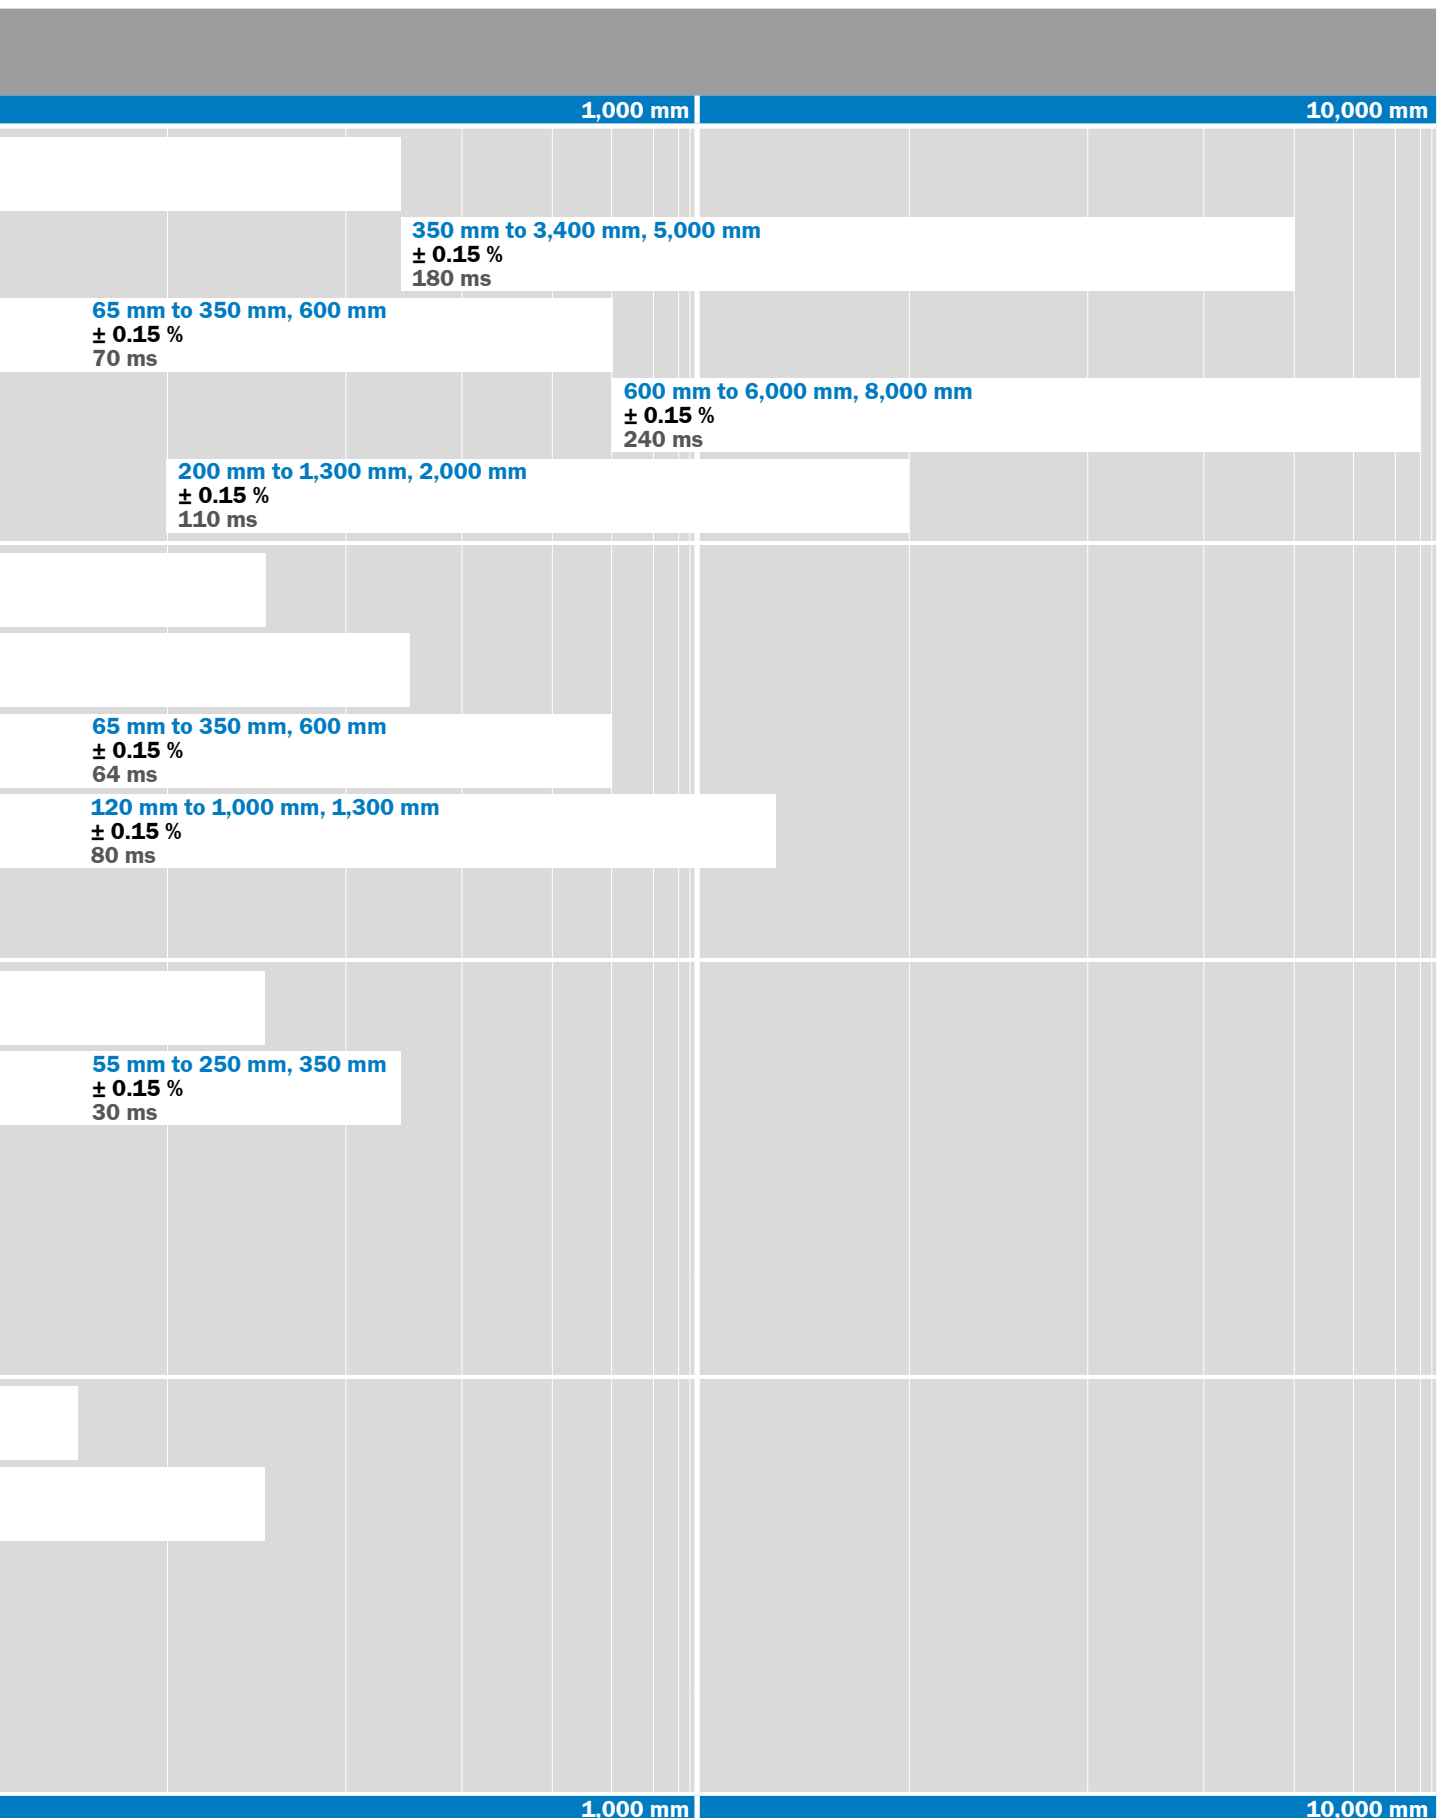 1,000 mm
10,000 mm
350 mm to 3,400 mm, 5,000 mm
± 0.15 %
180 ms
65 mm to 350 mm, 600 mm
± 0.15 %
70 ms
600 mm to 6,000 mm, 8,000 mm
± 0.15 %
240 ms
200 mm to 1,300 mm, 2,000 mm
± 0.15 %
110 ms
65 mm to 350 mm, 600 mm
± 0.15 %
64 ms
120 mm to 1,000 mm, 1,300 mm
± 0.15 %
80 ms
55 mm to 250 mm, 350 mm
± 0.15 %
30 ms
1,000 mm
10,000 mm